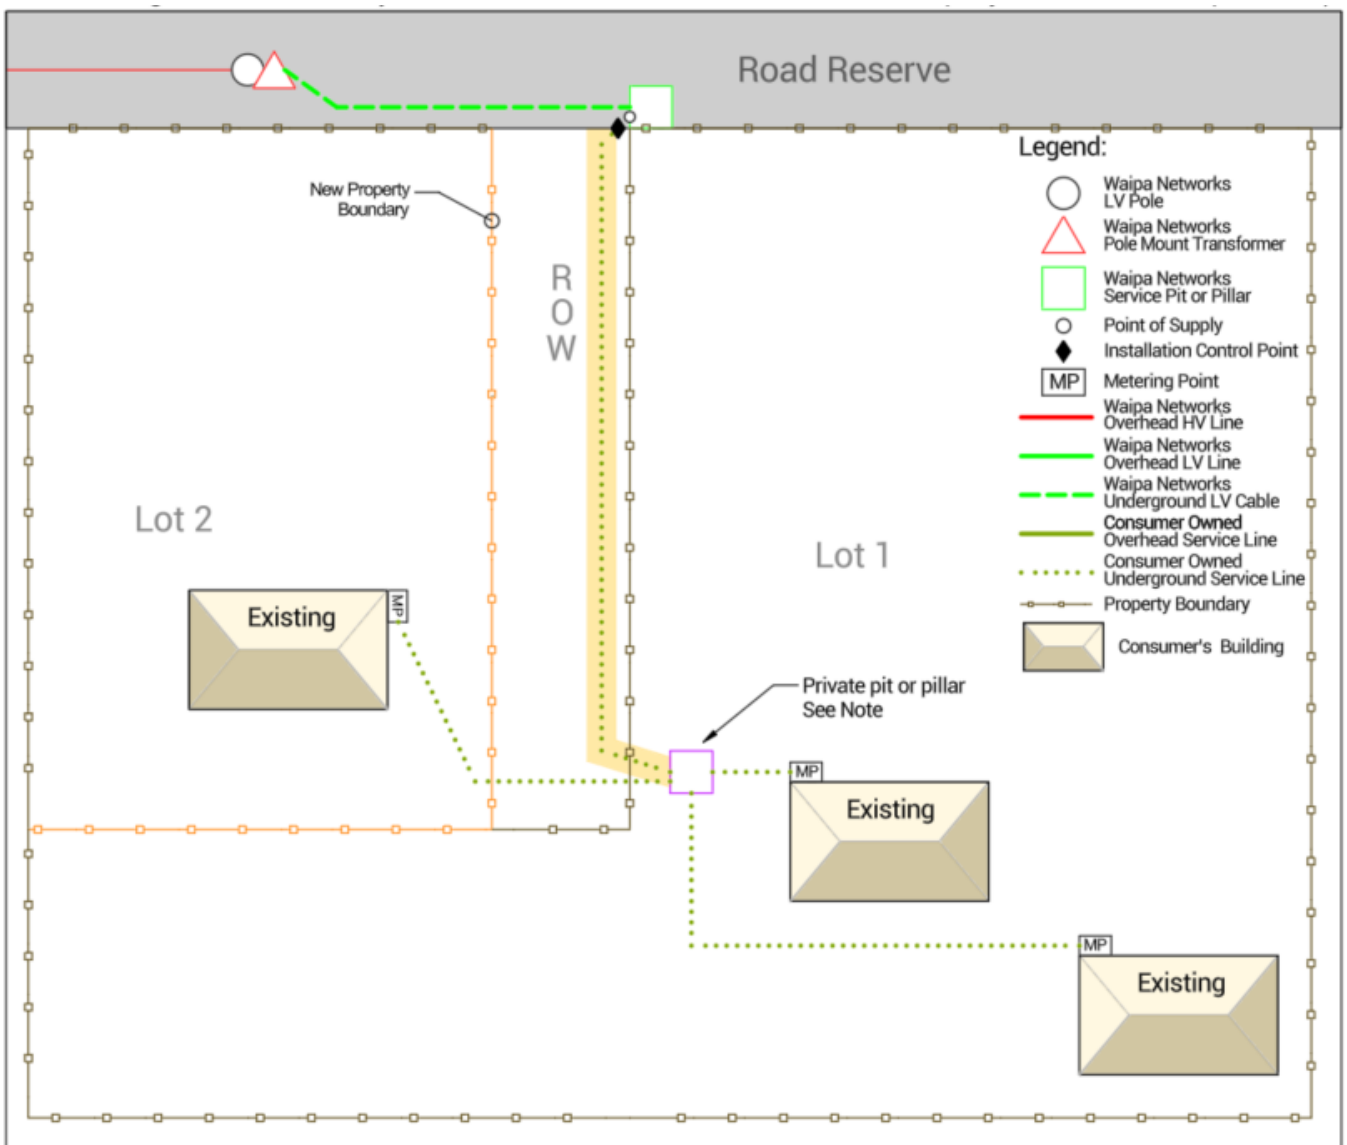 Road Reserve
Legend:
New Property
Boundary
Waipa Networks
LV Pole
Waipa Networks
Pole Mount Transformer
R
O
W
Waipa Networks
Service Pit or Pillar
Point of Supply
Installation Control Point
MP
Metering Point
Waipa Networks
Overhead HV Line
Waipa Networks
Overhead LV Line
Waipa Networks
Underground LV Cable
Consumer Owned
Overhead Service Line
Consumer Owned
Underground Service Line
Property Boundary
Consumer's Building
Lot 2
Lot 1
Existing
MP
Private pit or pillar
See Note
MP
Existing
MP
Existing